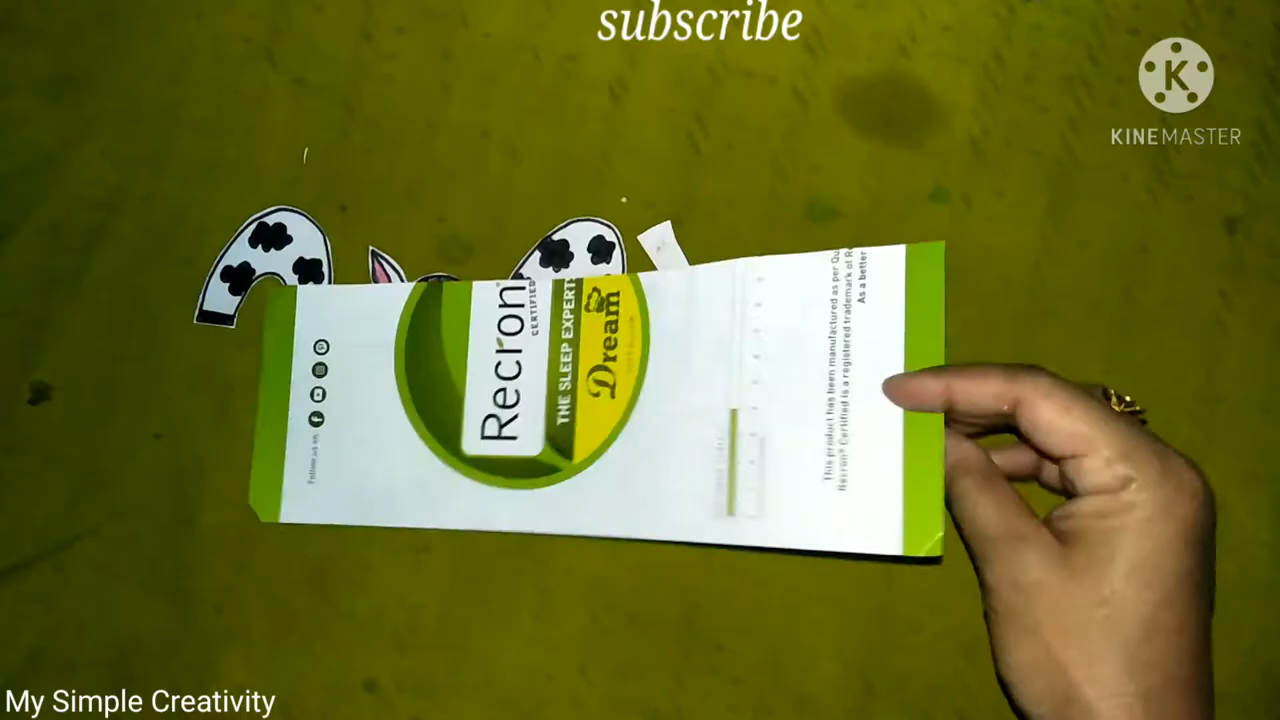 subscribe
K
KINEMASTER
Recron®
CERTIFIED
THE SLEEP EXPERT
Dream
Follow us on
This product has been manufactured as per Qu
Recron® Certified is a registered trademark of R
As a better
My Simple Creativity